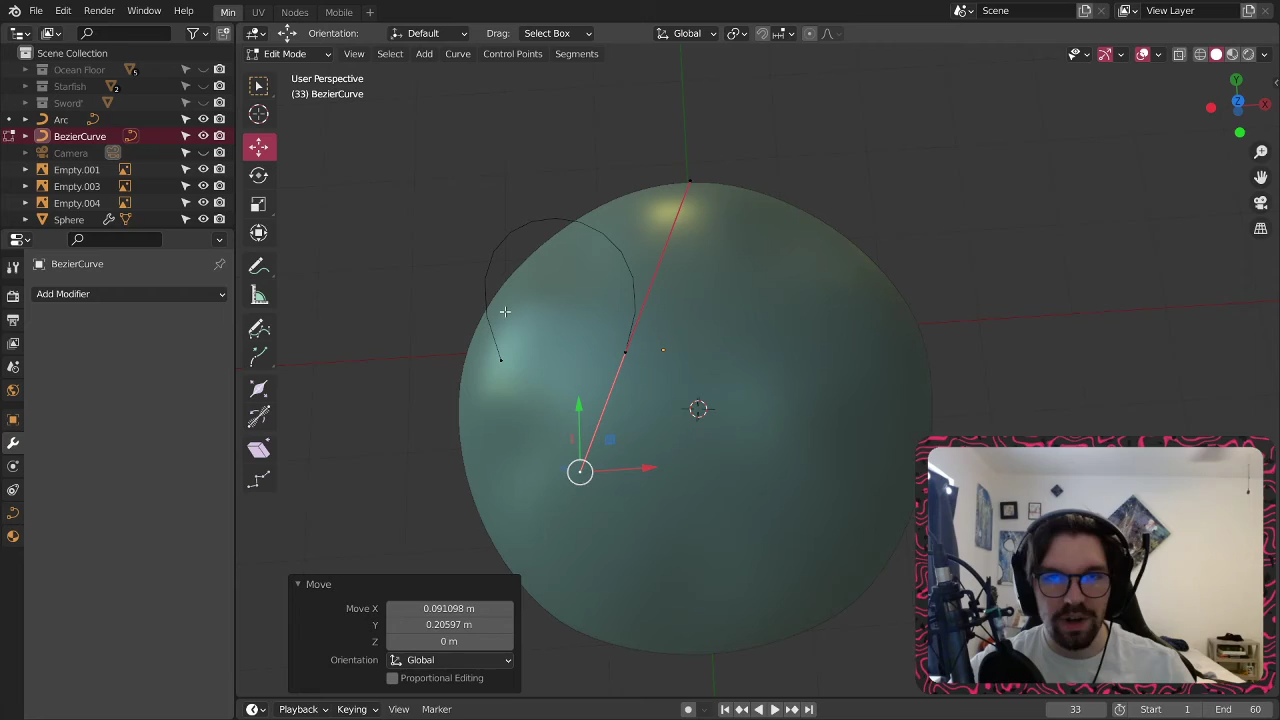 File Edit Render Window Help Min UV Nodes Mobile + Scene View Layer
Orientation: Default Drag: Select Box Global
Edit Mode View Select Add Curve Control Points Segments
User Perspective
(33) BezierCurve
Scene Collection
Ocean Floor 5
Starfish 2
Sword'
Arc
BezierCurve
Camera
Empty.001
Empty.003
Empty.004
Sphere
BezierCurve
Add Modifier
Y
X
Z
Move
Move X 0.091098 m
Y 0.20597 m
Z 0 m
Orientation Global
Proportional Editing
Playback Keying View Marker 33 Start 1 End 60